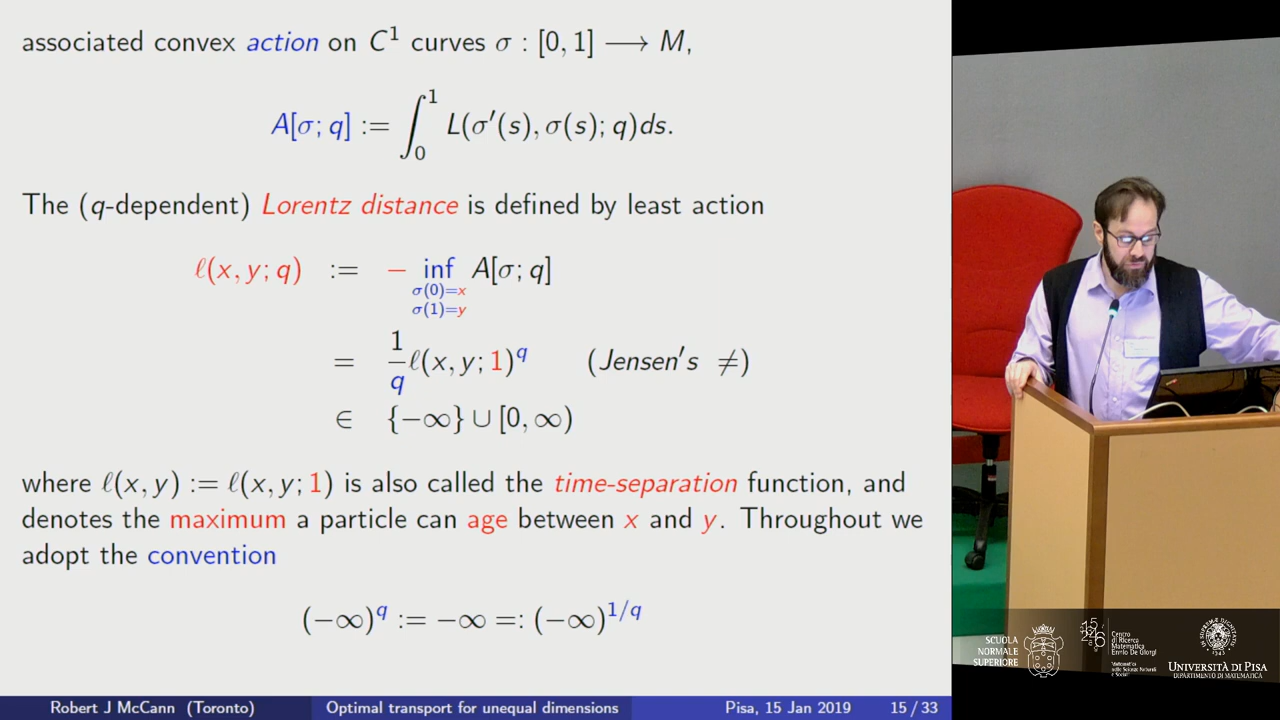 associated convex action on C¹ curves σ : [0, 1] ⟶ M,
A[σ; q] := ∫₀¹ L(σ′(s), σ(s); q)ds.
The (q-dependent) Lorentz distance is defined by least action
ℓ(x, y; q) := − inf A[σ; q]
σ(0)=x
σ(1)=y
= 1/q ℓ(x, y; 1)^q (Jensen's ≠)
∈ {−∞} ∪ [0, ∞)
where ℓ(x, y) := ℓ(x, y; 1) is also called the time-separation function, and
denotes the maximum a particle can age between x and y. Throughout we
adopt the convention
(−∞)^q := −∞ =: (−∞)^{1/q}
SCUOLA
NORMALE
SUPERIORE
Centro
di Ricerca
Matematica
Ennio De Giorgi
UNIVERSITÀ DI PISA
DIPARTIMENTO DI MATEMATICA
Robert J McCann (Toronto) Optimal transport for unequal dimensions Pisa, 15 Jan 2019 15 / 33